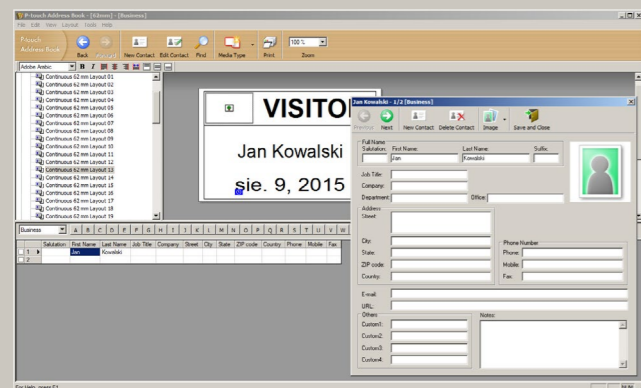 P-touch Address Book - [62mm] - [Business]
File Edit View Layout Tools Help
P-touch
Address Book
Back Forward New Contact Edit Contact Find Media Type Print Zoom
100 %
Adobe Arabic
B I
Continuous 62 mm Layout 01
Continuous 62 mm Layout 02
Continuous 62 mm Layout 03
Continuous 62 mm Layout 04
Continuous 62 mm Layout 05
Continuous 62 mm Layout 06
Continuous 62 mm Layout 07
Continuous 62 mm Layout 08
Continuous 62 mm Layout 09
Continuous 62 mm Layout 10
Continuous 62 mm Layout 11
Continuous 62 mm Layout 12
Continuous 62 mm Layout 13
Continuous 62 mm Layout 14
Continuous 62 mm Layout 15
Continuous 62 mm Layout 16
Continuous 62 mm Layout 17
Continuous 62 mm Layout 18
Continuous 62 mm Layout 19
VISITO
Jan Kowalski
sie. 9, 2015
Business A B C D E F G H I J K L M N O P Q R S T U V W
Salutation First Name Last Name Job Title Company Street City State ZIP code Country Phone Mobile Fax
1 Jan Kowalski
2
Jan Kowalski - 1/2 [Business]
Previous Next New Contact Delete Contact Image Save and Close
Full Name
Salutation: First Name: Last Name: Suffix:
Jan Kowalski
Job Title:
Company:
Department: Office:
Address
Street:
City:
State:
ZIP code:
Country:
Phone Number
Phone:
Mobile:
Fax:
E-mail:
URL:
Others
Custom1:
Custom2:
Custom3:
Custom4:
Notes:
For Help, press F1
NUM